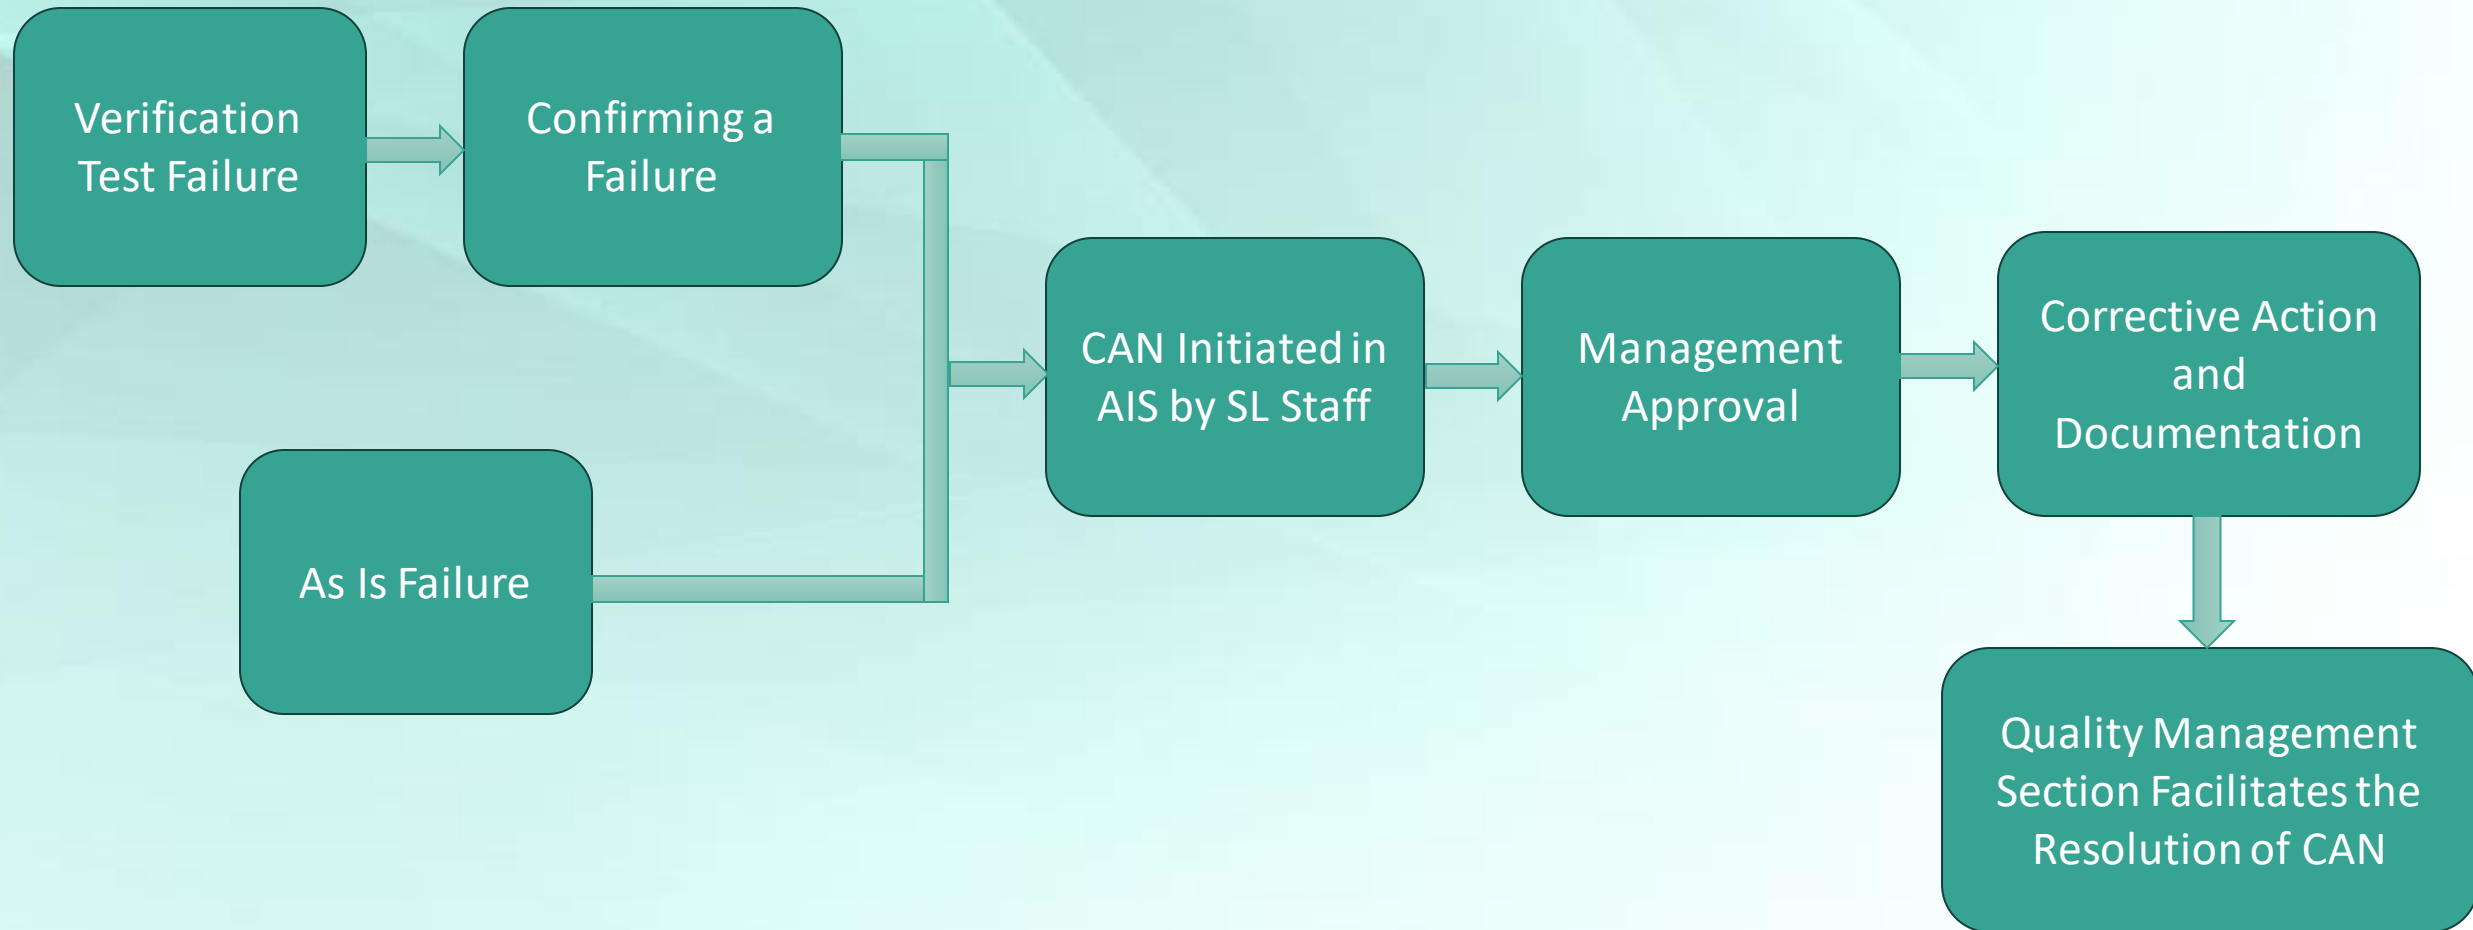 Verification
Test Failure
Confirming a
Failure
As Is Failure
CAN Initiated in
AIS by SL Staff
Management
Approval
Corrective Action
and
Documentation
Quality Management
Section Facilitates the
Resolution of CAN